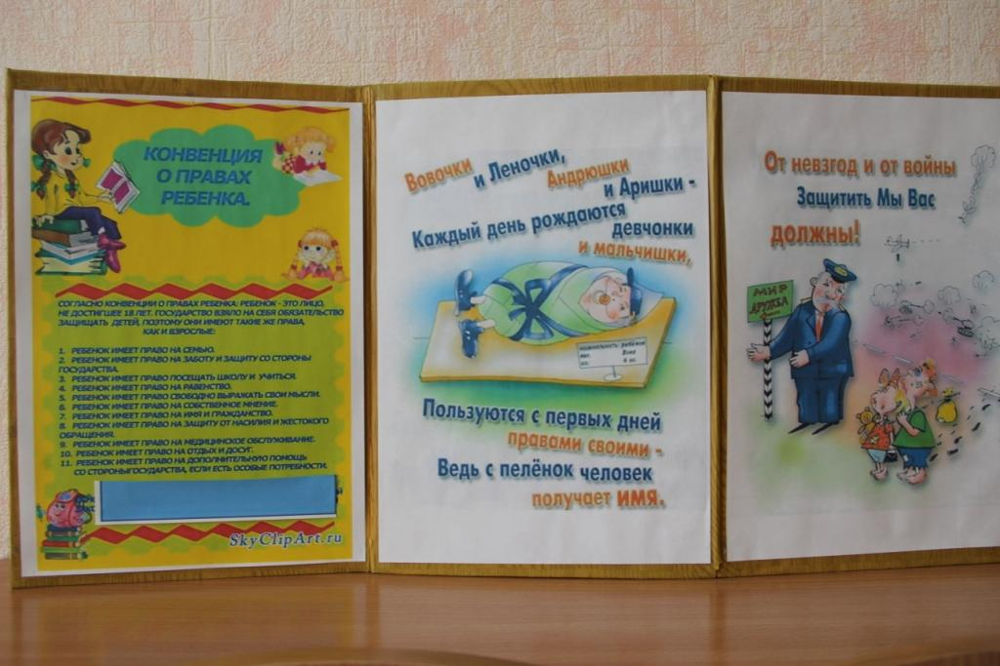 КОНВЕНЦИЯ
О ПРАВАХ
РЕБЕНКА.
СОГЛАСНО КОНВЕНЦИИ О ПРАВАХ РЕБЕНКА: РЕБЕНОК - ЭТО ЛИЦО,
НЕ ДОСТИГШЕЕ 18 ЛЕТ. ГОСУДАРСТВО ВЗЯЛО НА СЕБЯ ОБЯЗАТЕЛЬСТВО
ЗАЩИЩАТЬ ДЕТЕЙ, ПОЭТОМУ ОНИ ИМЕЮТ ТАКИЕ ЖЕ ПРАВА,
КАК И ВЗРОСЛЫЕ:
1. РЕБЕНОК ИМЕЕТ ПРАВО НА СЕМЬЮ.
2. РЕБЕНОК ИМЕЕТ ПРАВО НА ЗАБОТУ И ЗАЩИТУ СО СТОРОНЫ
ГОСУДАРСТВА.
3. РЕБЕНОК ИМЕЕТ ПРАВО ПОСЕЩАТЬ ШКОЛУ И УЧИТЬСЯ.
4. РЕБЕНОК ИМЕЕТ ПРАВО НА РАВЕНСТВО.
5. РЕБЕНОК ИМЕЕТ ПРАВО СВОБОДНО ВЫРАЖАТЬ СВОИ МЫСЛИ.
6. РЕБЕНОК ИМЕЕТ ПРАВО НА СОБСТВЕННОЕ МНЕНИЕ.
7. РЕБЕНОК ИМЕЕТ ПРАВО НА ИМЯ И ГРАЖДАНСТВО.
8. РЕБЕНОК ИМЕЕТ ПРАВО НА ЗАЩИТУ ОТ НАСИЛИЯ И ЖЕСТОКОГО
ОБРАЩЕНИЯ.
9. РЕБЕНОК ИМЕЕТ ПРАВО НА МЕДИЦИНСКОЕ ОБСЛУЖИВАНИЕ.
10. РЕБЕНОК ИМЕЕТ ПРАВО НА ОТДЫХ И ДОСУГ.
11. РЕБЕНОК ИМЕЕТ ПРАВО НА ДОПОЛНИТЕЛЬНУЮ ПОМОЩЬ
СО СТОРОНЫГОСУДАРСТВА, ЕСЛИ ЕСТЬ ОСОБЫЕ ПОТРЕБНОСТИ.
SkyClipArt.ru
Вовочки и Леночки,
Андрюшки и Аришки -
Каждый день рождаются
девчонки
и мальчишки,
Пользуются с первых дней
правами своими -
Ведь с пелёнок человек
получает ИМЯ.
От невзгод и от войны
Защитить Мы Вас
должны!
МИР
ДРУЖБА